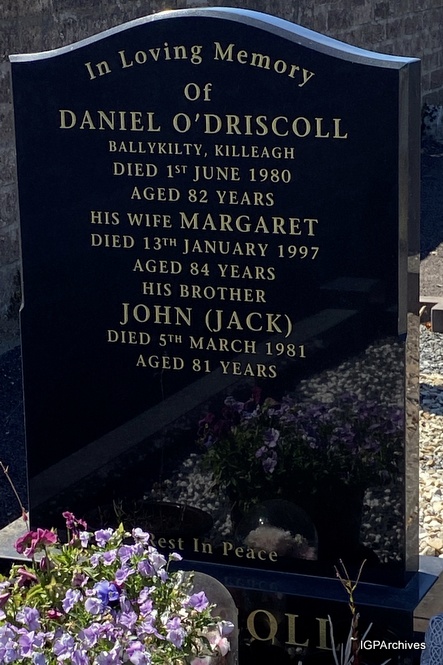 In Loving Memory
Of
DANIEL O'DRISCOLL
BALLYKILTY, KILLEAGH
DIED 1ST JUNE 1980
AGED 82 YEARS
HIS WIFE MARGARET
DIED 13TH JANUARY 1997
AGED 84 YEARS
HIS BROTHER
JOHN (JACK)
DIED 5TH MARCH 1981
AGED 81 YEARS
Rest In Peace
OLL
IGPArchives